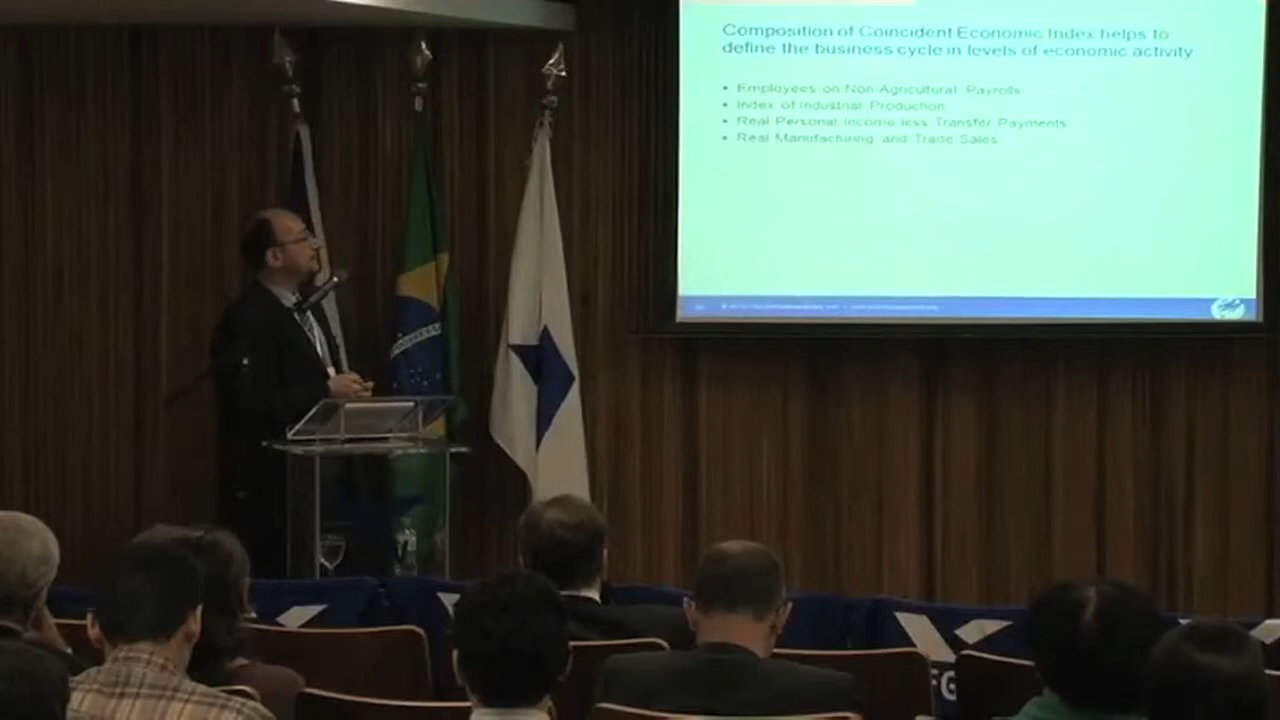 Composition of Coincident Economic Index helps to
define the business cycle in levels of economic activity
• Employees on Non-Agricultural Payrolls
• Index of Industrial Production
• Real Personal Income less Transfer Payments
• Real Manufacturing and Trade Sales
FG